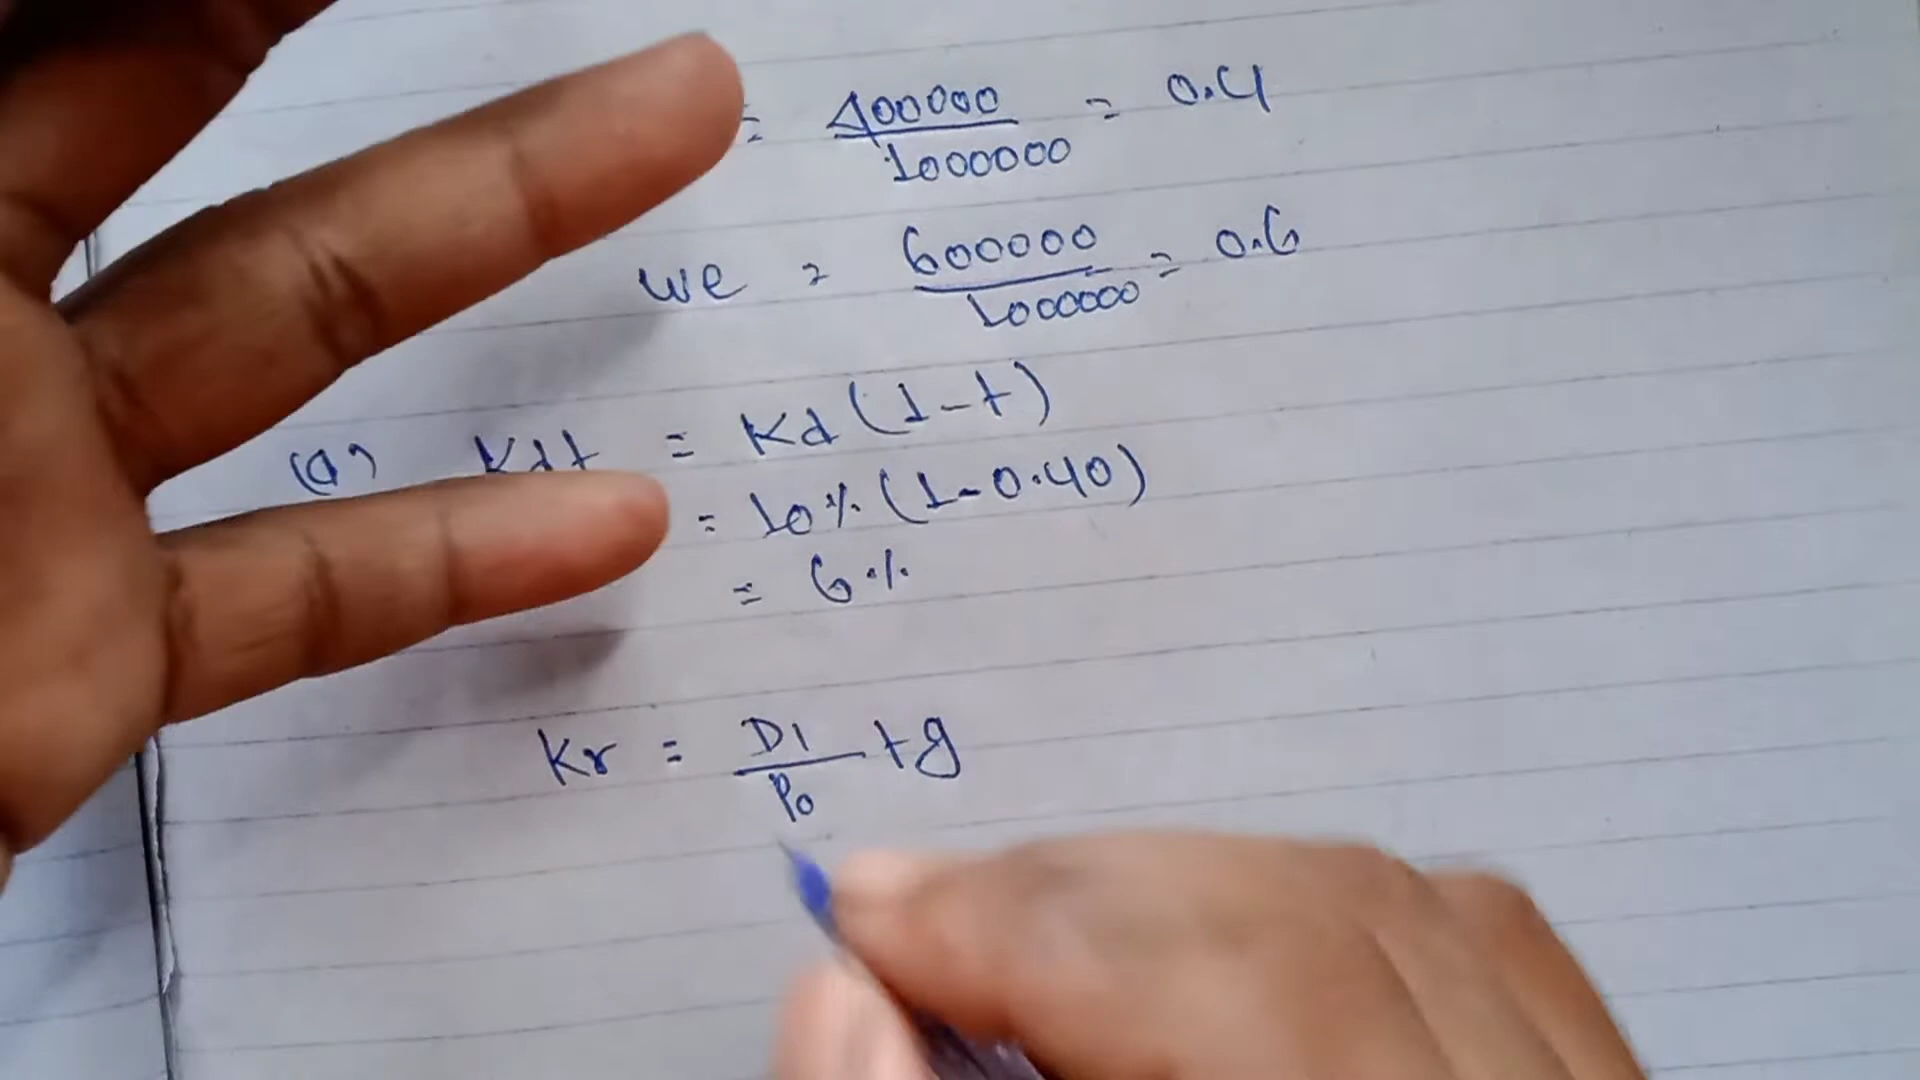 = 400000/1000000 = 0.4
We = 600000/1000000 = 0.6
(a) Kdt = Kd (1-t)
= 10% (1-0.40)
= 6%
Kr = D1/P0 + g